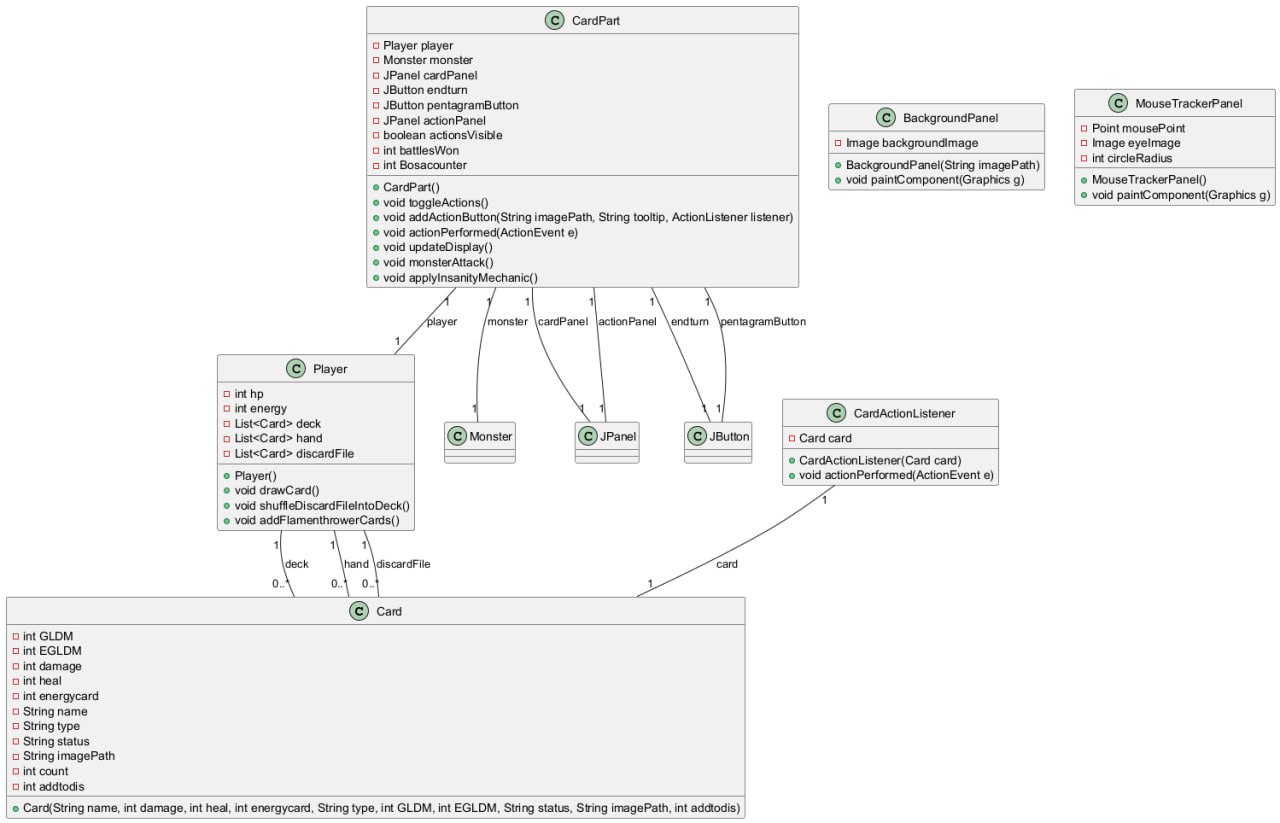 C CardPart
Player player
Monster monster
JPanel cardPanel
JButton endturn
JButton pentagramButton
JPanel actionPanel
boolean actionsVisible
int battlesWon
int Bosacounter
CardPart()
void toggleActions()
void addActionButton(String imagePath, String tooltip, ActionListener listener)
void actionPerformed(ActionEvent e)
void updateDisplay()
void monsterAttack()
void applyInsanityMechanic()
C BackgroundPanel
Image backgroundImage
BackgroundPanel(String imagePath)
void paintComponent(Graphics g)
C MouseTrackerPanel
Point mousePoint
Image eyeImage
int circleRadius
MouseTrackerPanel()
void paintComponent(Graphics g)
1 1 1 1 1 1
player monster cardPanel actionPanel endturn pentagramButton
1 1 1 1 1 1
C Player
int hp
int energy
List<Card> deck
List<Card> hand
List<Card> discardFile
Player()
void drawCard()
void shuffleDiscardFileIntoDeck()
void addFlamenthrowerCards()
C Monster
C JPanel
C JButton
C CardActionListener
Card card
CardActionListener(Card card)
void actionPerformed(ActionEvent e)
1 1 1 1
deck hand discardFile card
0..* 0..* 0..* 1
C Card
int GLDM
int EGLDM
int damage
int heal
int energycard
String name
String type
String status
String imagePath
int count
int addtodis
Card(String name, int damage, int heal, int energycard, String type, int GLDM, int EGLDM, String status, String imagePath, int addtodis)